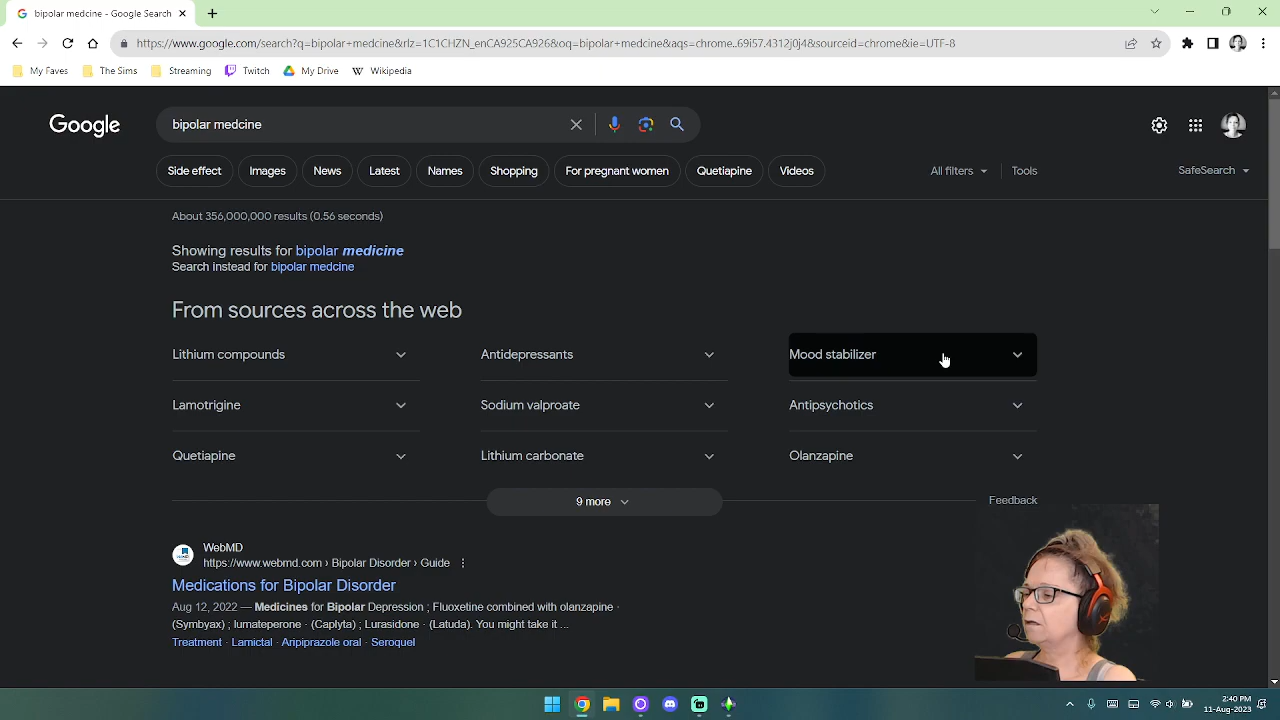 bipolar medcine - Google Search
https://www.google.com/search?q=bipolar+medcine&rlz=1C1CHZN_enCA925CA925&oq=bipolar+medcine&aqs=chrome..69i57.4312j0j4&sourceid=chrome&ie=UTF-8
My Faves The Sims Streaming Twitch My Drive W Wikipedia
Google bipolar medcine
Side effect Images News Latest Names Shopping For pregnant women Quetiapine Videos All filters Tools SafeSearch
About 356,000,000 results (0.56 seconds)
Showing results for bipolar medicine
Search instead for bipolar medcine
From sources across the web
Lithium compounds Antidepressants Mood stabilizer
Lamotrigine Sodium valproate Antipsychotics
Quetiapine Lithium carbonate Olanzapine
9 more
Feedback
WebMD
https://www.webmd.com › Bipolar Disorder › Guide
Medications for Bipolar Disorder
Aug 12, 2022 — Medicines for Bipolar Depression ; Fluoxetine combined with olanzapine ·
(Symbyax) ; lumateperone · (Caplyta) ; Lurasidone · (Latuda). You might take it ...
Treatment · Lamictal · Aripiprazole oral · Seroquel
2:40 PM
11-Aug-2023